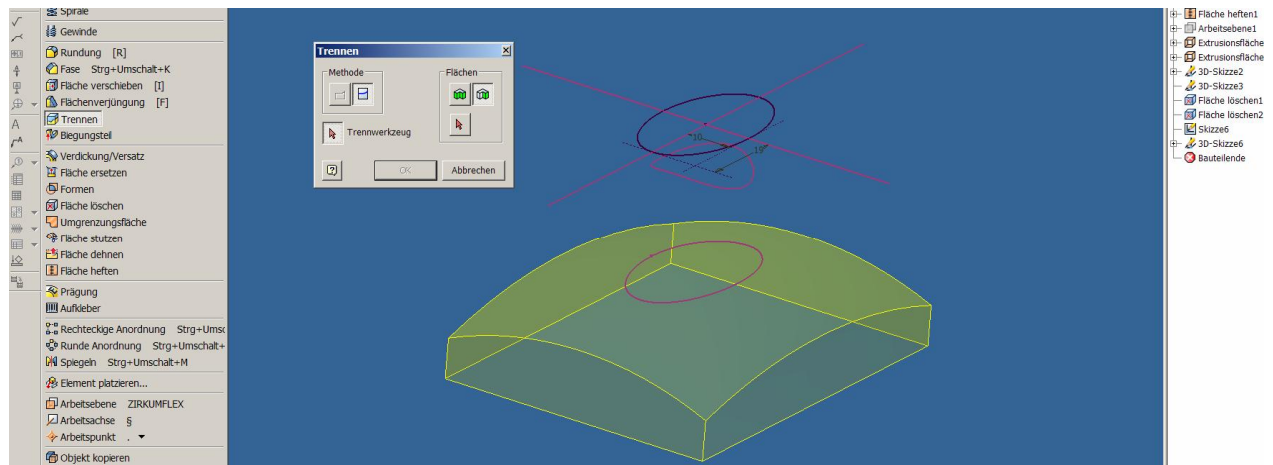 Spirale
Gewinde
Rundung [R]
Fase Strg+Umschalt+K
Fläche verschieben [I]
Flächenverjüngung [F]
Trennen
Biegungsteil
Verdickung/Versatz
Fläche ersetzen
Formen
Fläche löschen
Umgrenzungsfläche
Fläche stutzen
Fläche dehnen
Fläche heften
Prägung
Aufkleber
Rechteckige Anordnung Strg+Umsc
Runde Anordnung Strg+Umschalt+
Spiegeln Strg+Umschalt+M
Element platzieren...
Arbeitsebene ZIRKUMFLEX
Arbeitsachse §
Arbeitspunkt .
Objekt kopieren
Trennen
Methode
Flächen
Trennwerkzeug
OK
Abbrechen
10
19
Fläche heften1
Arbeitsebene1
Extrusionsfläche
Extrusionsfläche
3D-Skizze2
3D-Skizze3
Fläche löschen1
Fläche löschen2
Skizze6
3D-Skizze6
Bauteilende